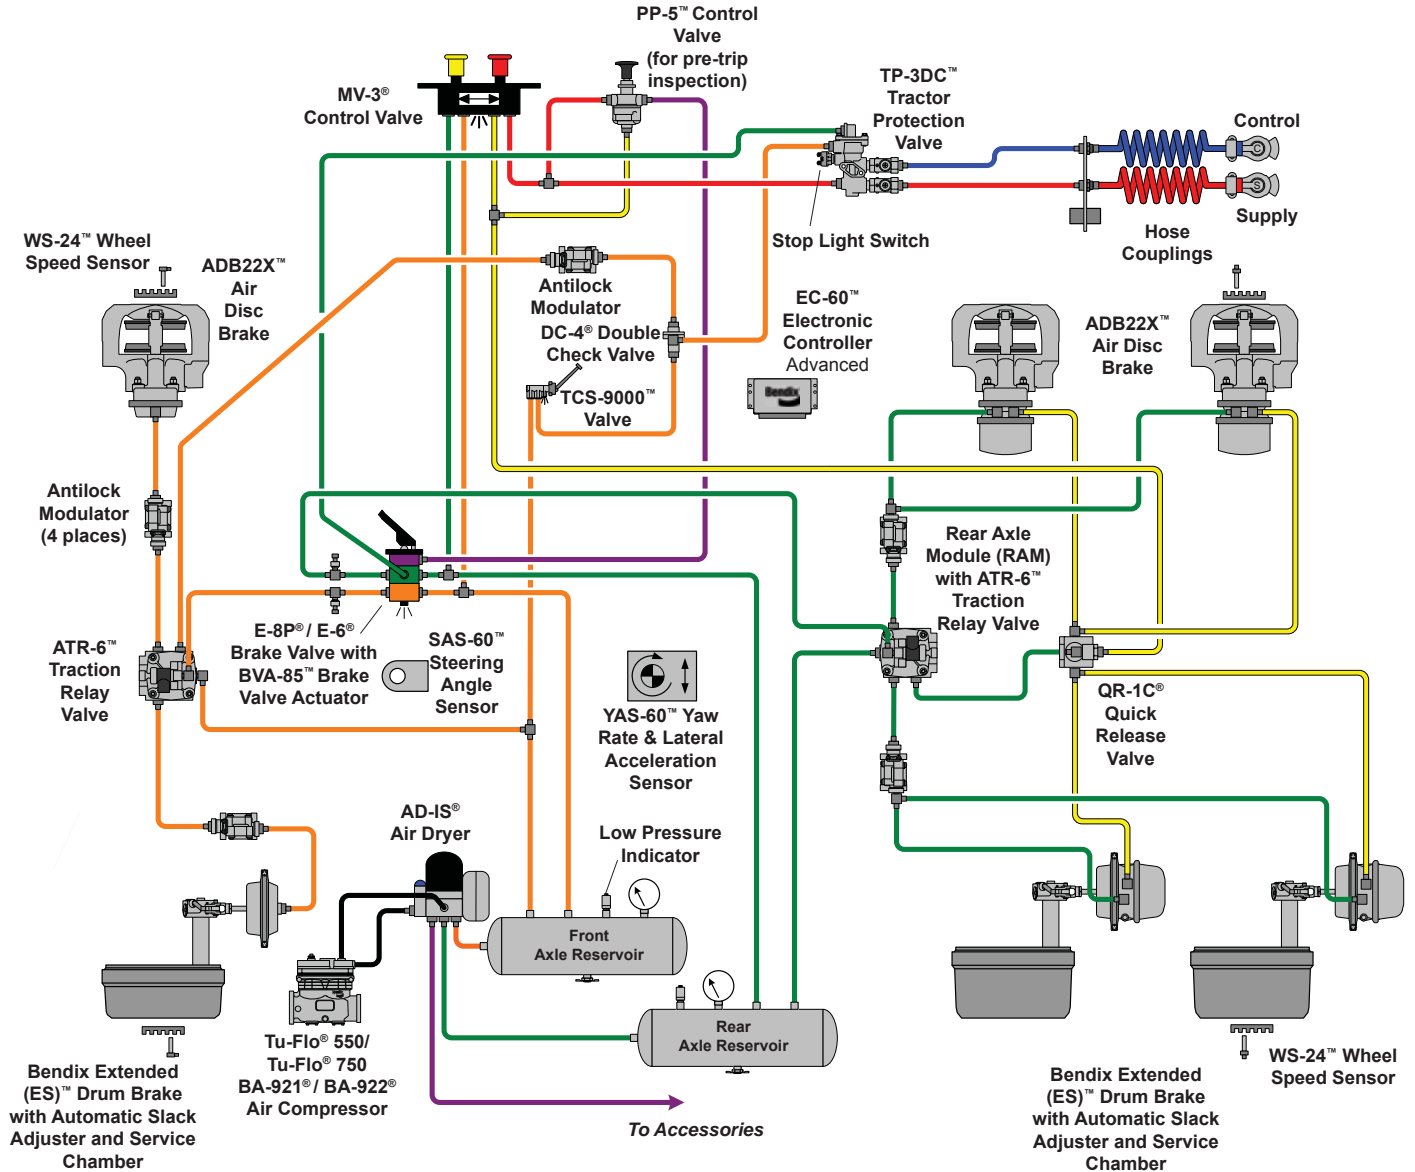 PP-5™ Control
Valve
(for pre-trip
inspection)
MV-3®
Control Valve
TP-3DC™
Tractor
Protection
Valve
Control
Supply
Hose
Couplings
Stop Light Switch
WS-24™ Wheel
Speed Sensor
ADB22X™
Air
Disc
Brake
Antilock
Modulator
DC-4® Double
Check Valve
TCS-9000™
Valve
EC-60™
Electronic
Controller
Advanced
Bendix
ADB22X™
Air Disc
Brake
Antilock
Modulator
(4 places)
Rear Axle
Module (RAM)
with ATR-6™
Traction
Relay Valve
E-8P® / E-6®
Brake Valve with
BVA-85™ Brake
Valve Actuator
SAS-60™
Steering
Angle
Sensor
ATR-6™
Traction
Relay
Valve
YAS-60™ Yaw
Rate & Lateral
Acceleration
Sensor
QR-1C®
Quick
Release
Valve
AD-IS®
Air Dryer
Low Pressure
Indicator
Front
Axle Reservoir
Rear
Axle Reservoir
Tu-Flo® 550/
Tu-Flo® 750
BA-921® / BA-922®
Air Compressor
To Accessories
Bendix Extended
(ES)™ Drum Brake
with Automatic Slack
Adjuster and Service
Chamber
WS-24™ Wheel
Speed Sensor
Bendix Extended
(ES)™ Drum Brake
with Automatic Slack
Adjuster and Service
Chamber